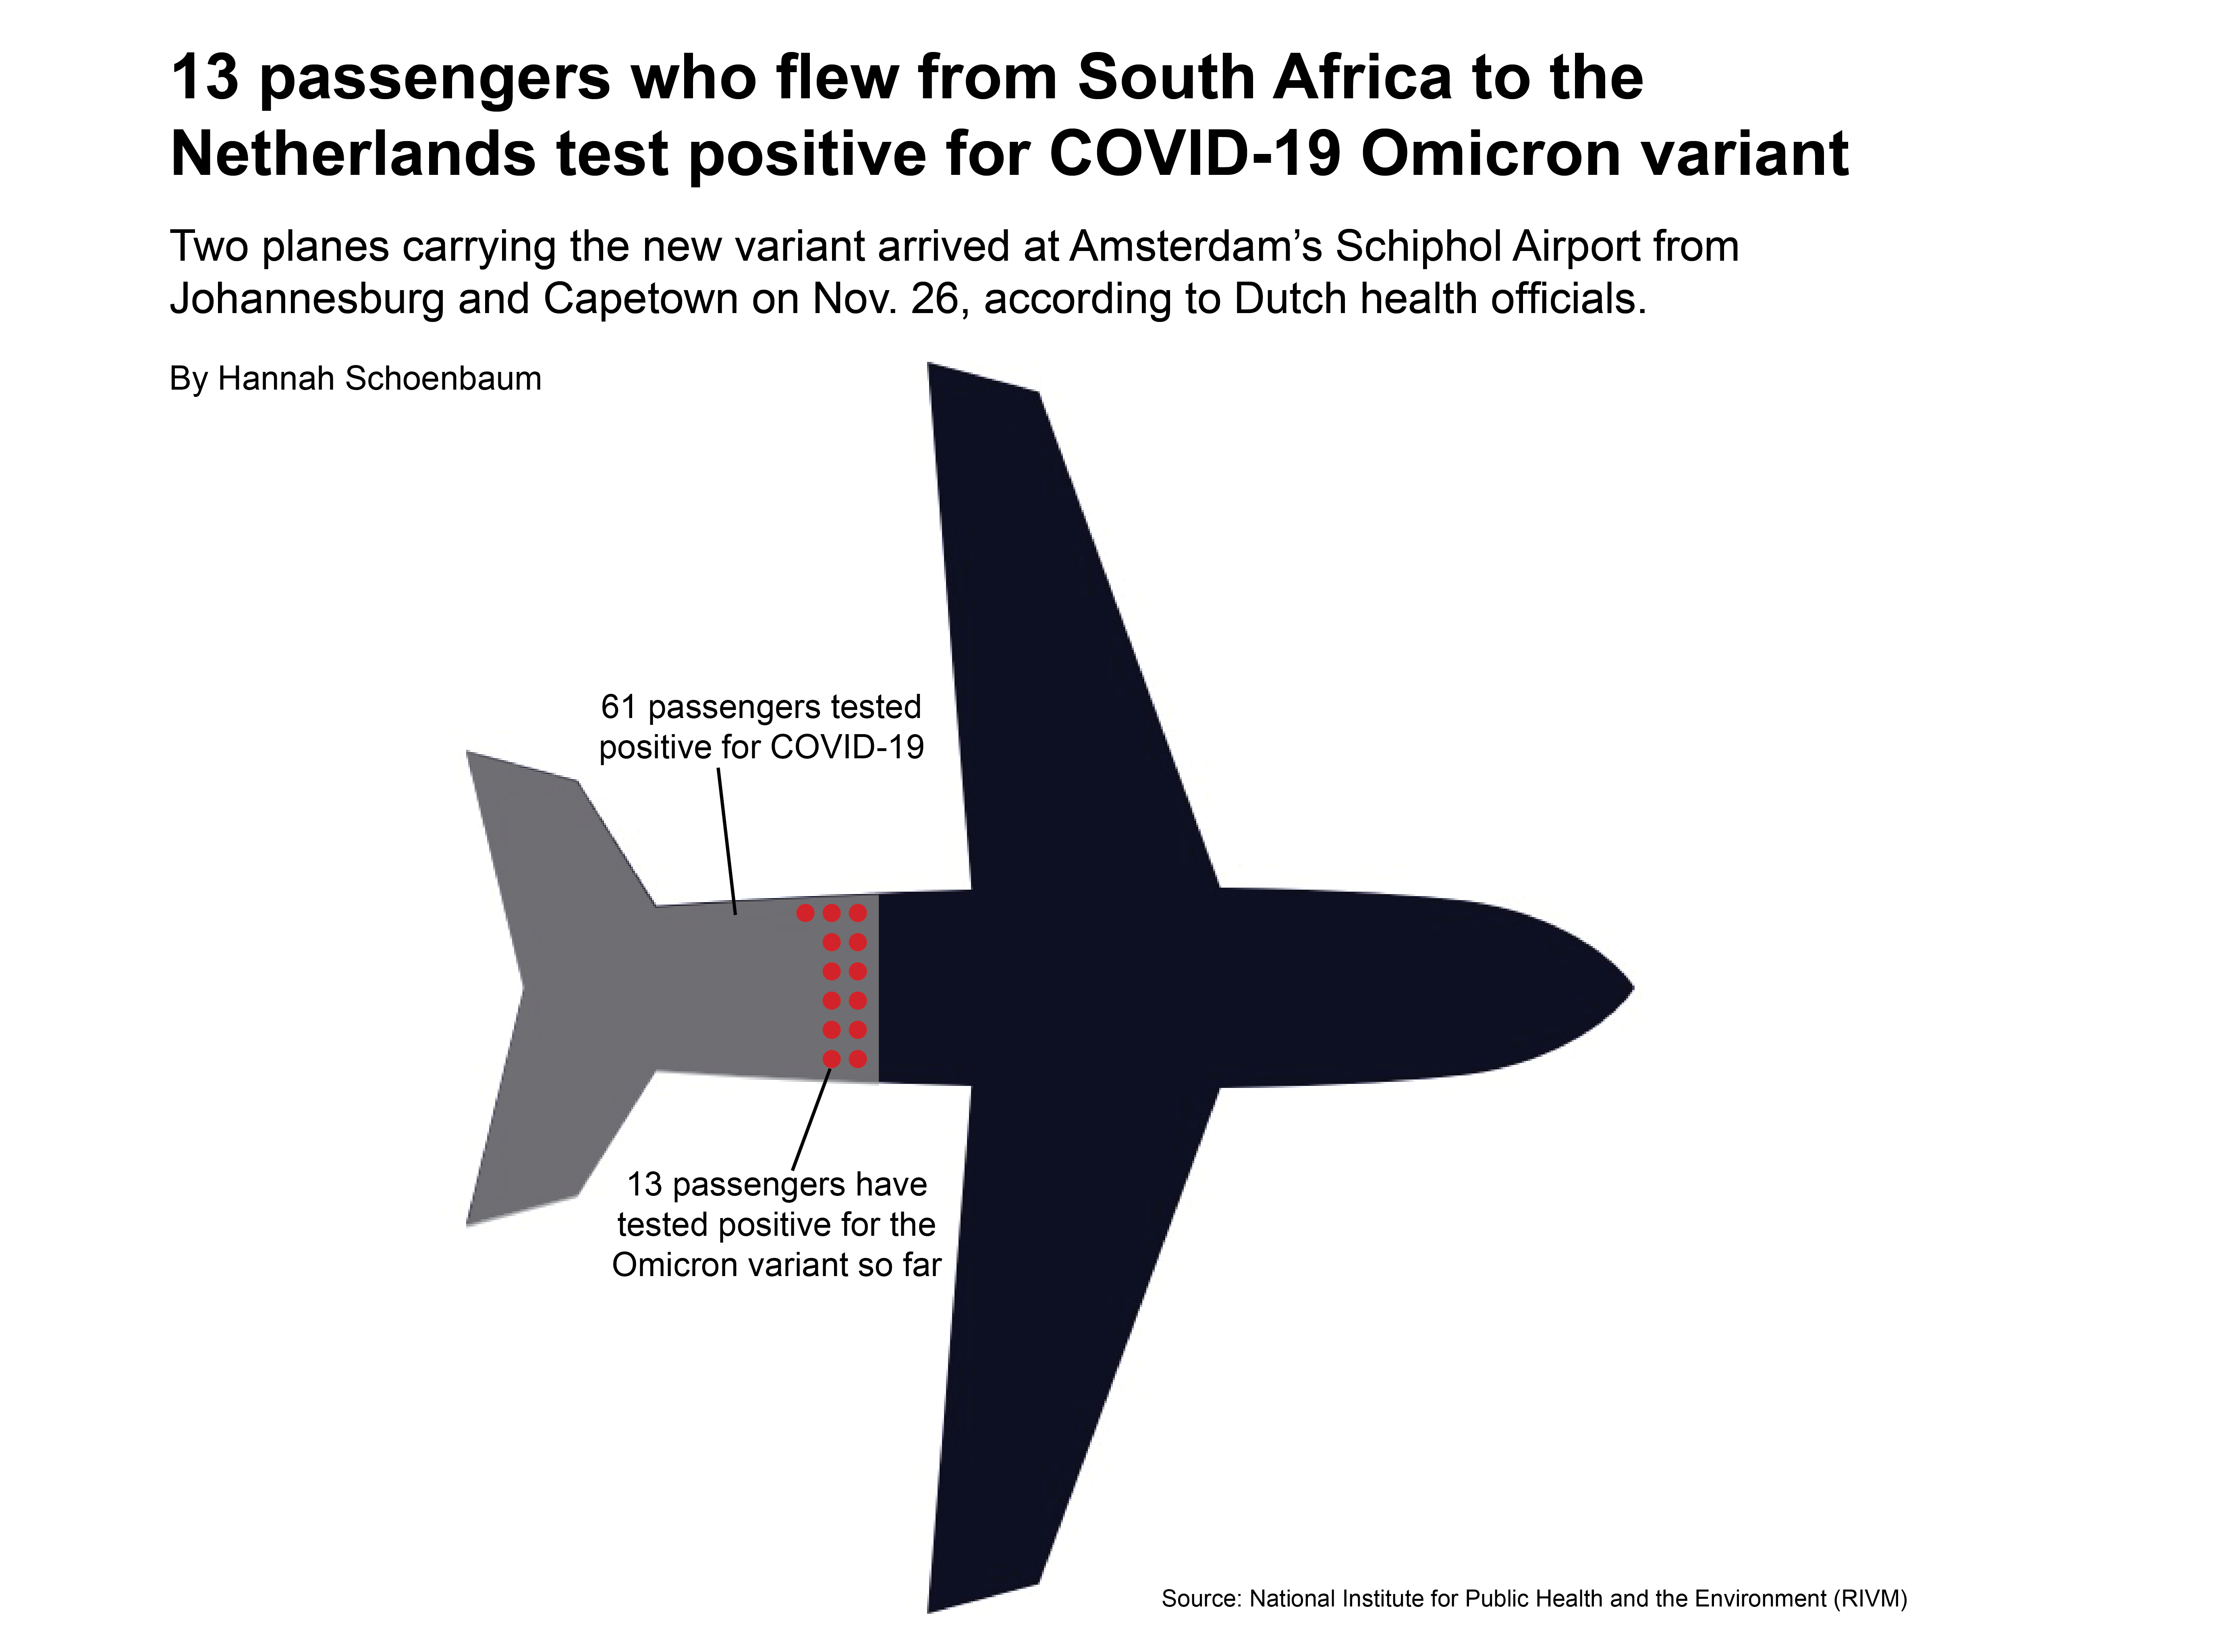 13 passengers who flew from South Africa to the
Netherlands test positive for COVID-19 Omicron variant
Two planes carrying the new variant arrived at Amsterdam’s Schiphol Airport from
Johannesburg and Capetown on Nov. 26, according to Dutch health officials.
By Hannah Schoenbaum
61 passengers tested
positive for COVID-19
13 passengers have
tested positive for the
Omicron variant so far
Source: National Institute for Public Health and the Environment (RIVM)